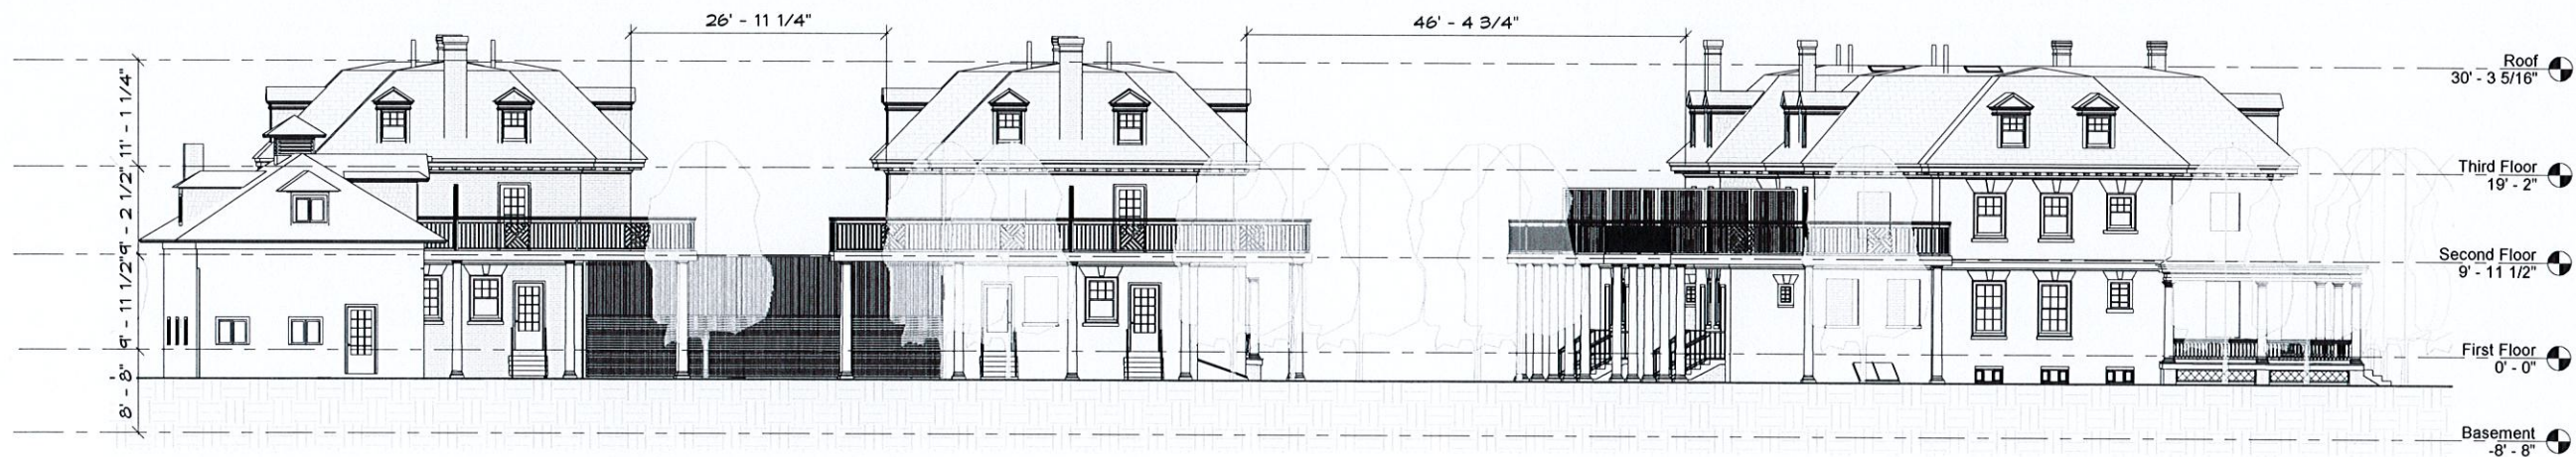 26' - 11 1/4"
46' - 4 3/4"
11' - 1 1/4"
9' - 2 1/2"
9' - 11 1/2"
8' - 8"
Roof
30' - 3 5/16"
Third Floor
19' - 2"
Second Floor
9' - 11 1/2"
First Floor
0' - 0"
Basement
-8' - 8"